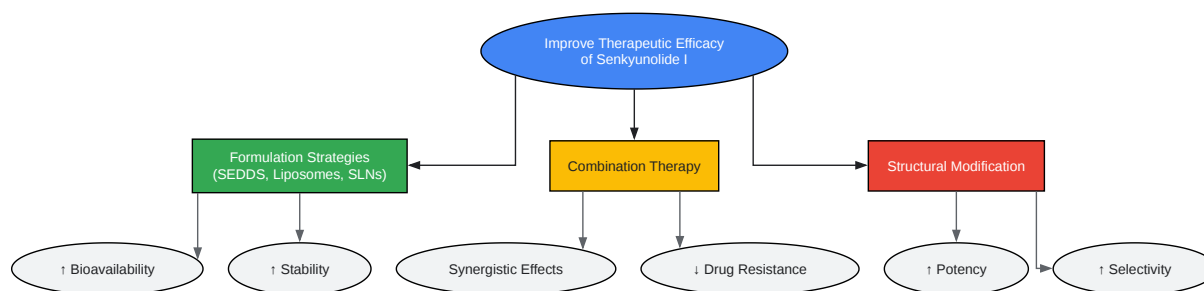 Improve Therapeutic Efficacy
of Senkyunolide I
Formulation Strategies
(SEDDS, Liposomes, SLNs)
Combination Therapy
Structural Modification
↑ Bioavailability
↑ Stability
Synergistic Effects
↓ Drug Resistance
↑ Potency
↑ Selectivity